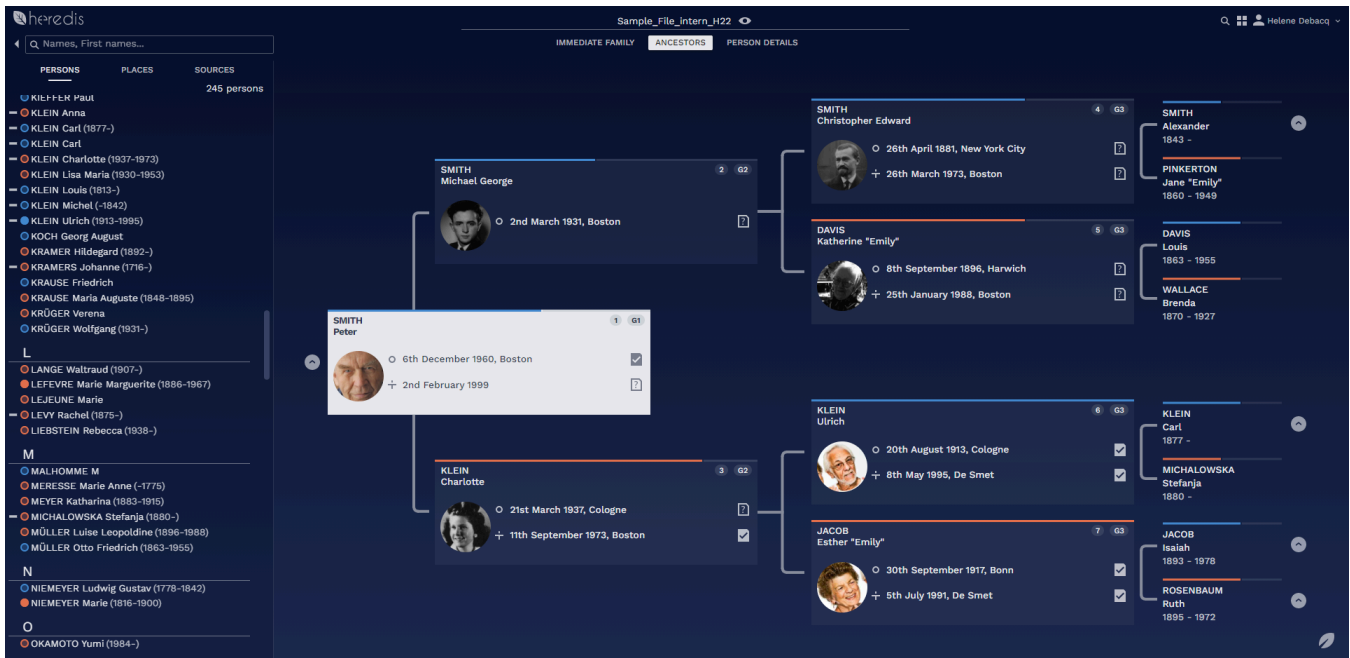 heredis
Sample_File_intern_H22
Helene Debacq
Names, First names...
IMMEDIATE FAMILY
ANCESTORS
PERSON DETAILS
PERSONS
PLACES
SOURCES
245 persons
KIEFFER Paul
KLEIN Anna
KLEIN Carl (1877-)
KLEIN Carl
KLEIN Charlotte (1937-1973)
KLEIN Lisa Maria (1930-1953)
KLEIN Louis (1813-)
KLEIN Michel (-1842)
KLEIN Ulrich (1913-1995)
KOCH Georg August
KRAMER Hildegard (1892-)
KRAMERS Johanne (1716-)
KRAUSE Friedrich
KRAUSE Maria Auguste (1848-1895)
KRÜGER Verena
KRÜGER Wolfgang (1931-)
L
LANGE Waltraud (1907-)
LEFEVRE Marie Marguerite (1886-1967)
LEJEUNE Marie
LEVY Rachel (1875-)
LIEBSTEIN Rebecca (1938-)
M
MALHOMME M
MERESSE Marie Anne (-1775)
MEYER Katharina (1883-1915)
MICHALOWSKA Stefanja (1880-)
MÜLLER Luise Leopoldine (1896-1988)
MÜLLER Otto Friedrich (1863-1955)
N
NIEMEYER Ludwig Gustav (1778-1842)
NIEMEYER Marie (1816-1900)
O
OKAMOTO Yumi (1984-)
SMITH
Peter
1 G1
6th December 1960, Boston
2nd February 1999
?
SMITH
Michael George
2 G2
2nd March 1931, Boston
?
KLEIN
Charlotte
3 G2
21st March 1937, Cologne
?
11th September 1973, Boston
SMITH
Christopher Edward
4 G3
26th April 1881, New York City
?
26th March 1973, Boston
?
DAVIS
Katherine "Emily"
5 G3
8th September 1896, Harwich
?
25th January 1988, Boston
?
KLEIN
Ulrich
6 G3
20th August 1913, Cologne
8th May 1995, De Smet
JACOB
Esther "Emily"
7 G3
30th September 1917, Bonn
5th July 1991, De Smet
SMITH
Alexander
1843 -
PINKERTON
Jane "Emily"
1860 - 1949
DAVIS
Louis
1863 - 1955
WALLACE
Brenda
1870 - 1927
KLEIN
Carl
1877 -
MICHALOWSKA
Stefanja
1880 -
JACOB
Isaiah
1893 - 1978
ROSENBAUM
Ruth
1895 - 1972